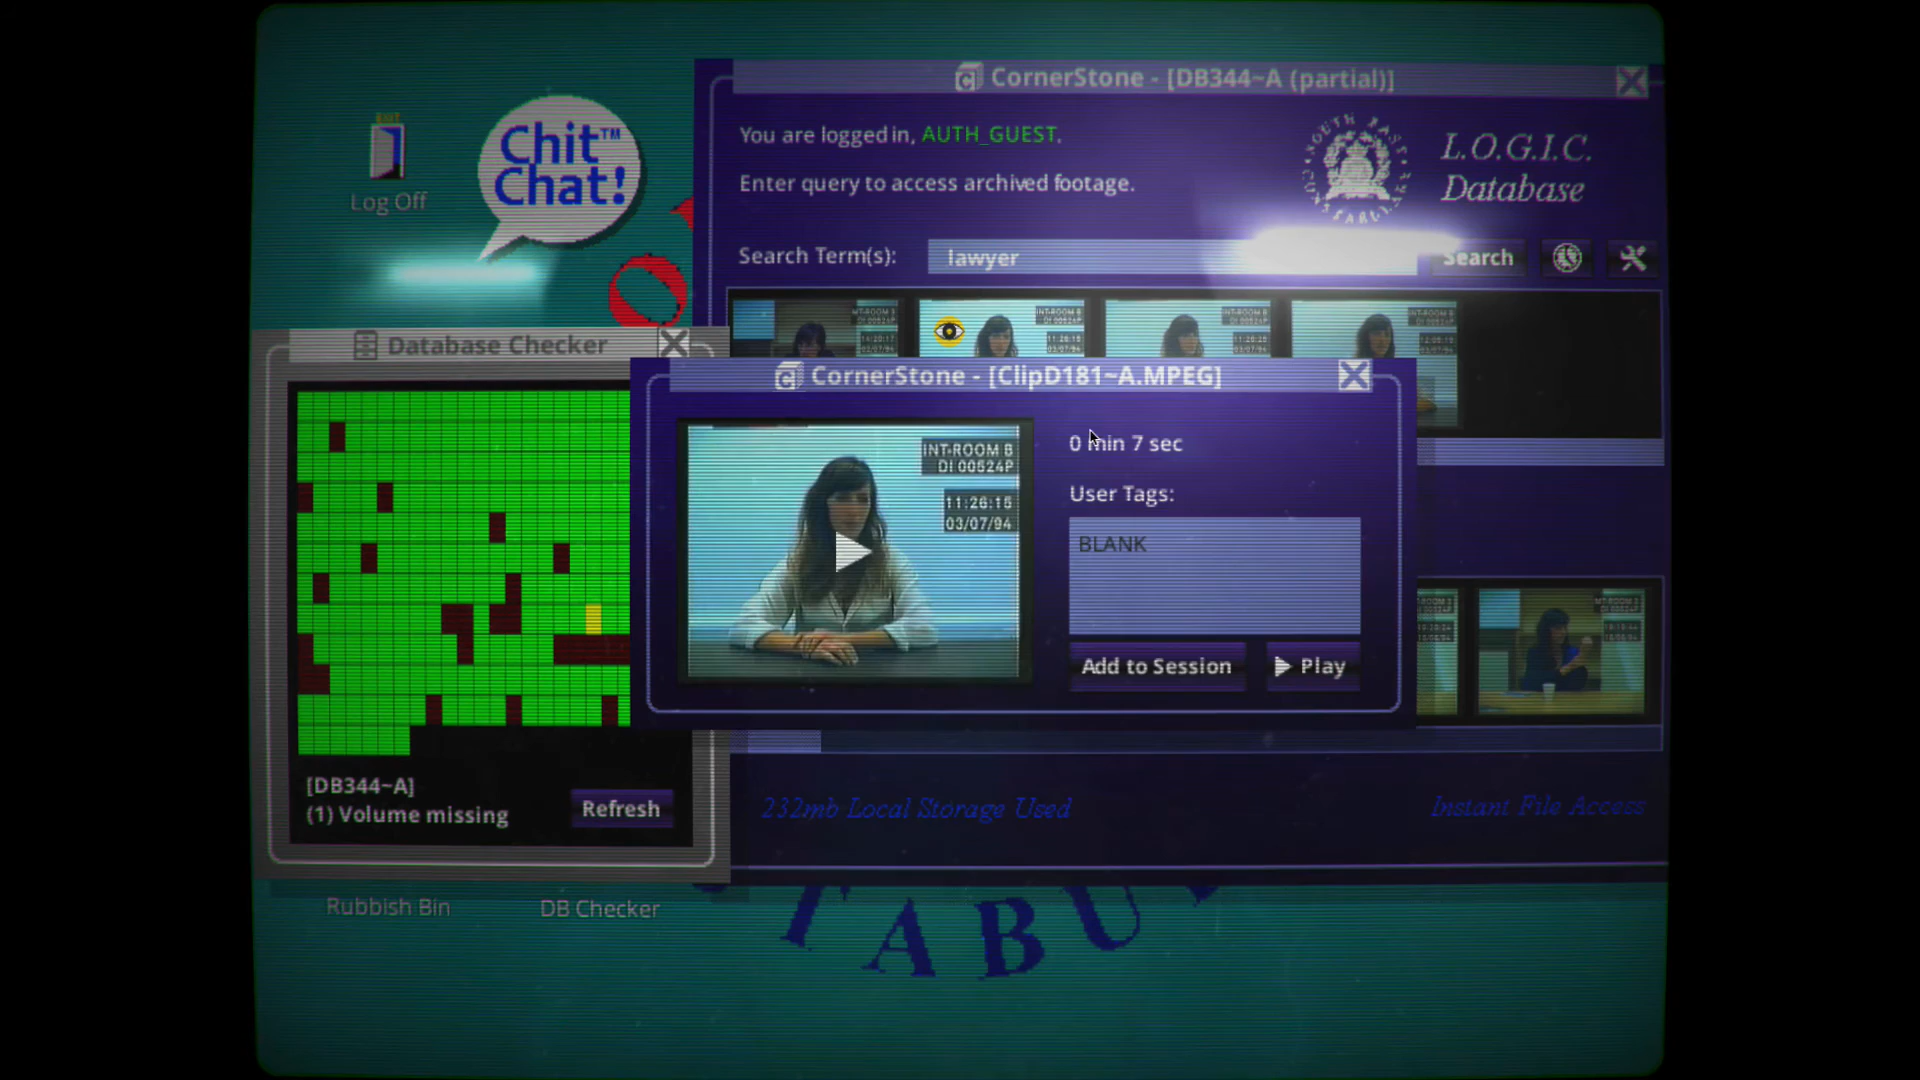 CornerStone - [DB344~A (partial)]
You are logged in, AUTH_GUEST.
L.O.G.I.C.
Database
Enter query to access archived footage.
Search Term(s):
lawyer
Search
EXIT
Log Off
Chit™
Chat!
Database Checker
[DB344~A]
(1) Volume missing
Refresh
CornerStone - [ClipD181~A.MPEG]
INT-ROOM B
DI 00524P
11:26:15
03/07/94
0 min 7 sec
User Tags:
BLANK
Add to Session
Play
232mb Local Storage Used
Instant File Access
Rubbish Bin
DB Checker
TABU